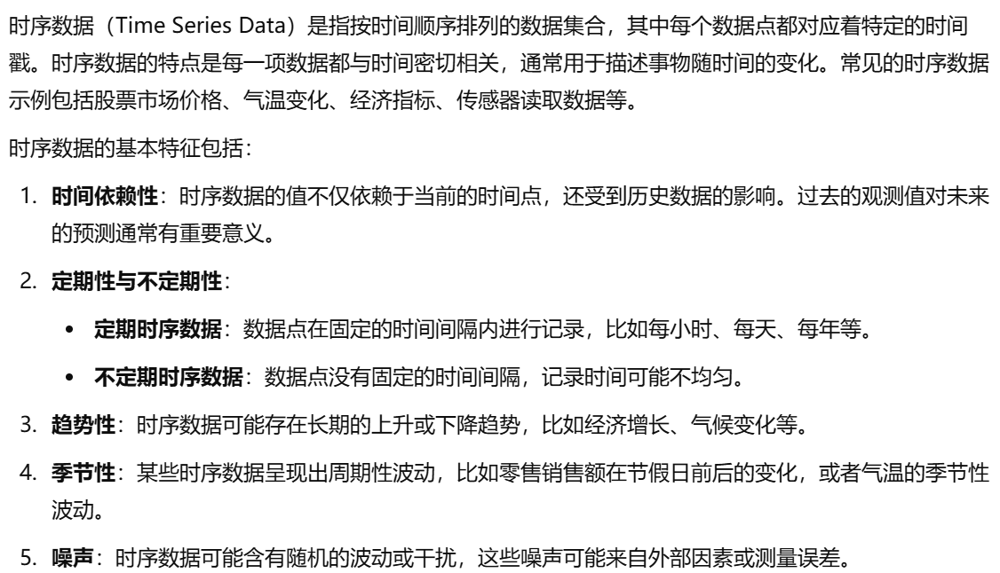 时序数据（Time Series Data）是指按时间顺序排列的数据集合，其中每个数据点都对应着特定的时间
戳。时序数据的特点是每一项数据都与时间密切相关，通常用于描述事物随时间的变化。常见的时序数据
示例包括股票市场价格、气温变化、经济指标、传感器读取数据等。
时序数据的基本特征包括：
1. 时间依赖性：时序数据的值不仅依赖于当前的时间点，还受到历史数据的影响。过去的观测值对未来
的预测通常有重要意义。
2. 定期性与不定期性：
• 定期时序数据：数据点在固定的时间间隔内进行记录，比如每小时、每天、每年等。
• 不定期时序数据：数据点没有固定的时间间隔，记录时间可能不均匀。
3. 趋势性：时序数据可能存在长期的上升或下降趋势，比如经济增长、气候变化等。
4. 季节性：某些时序数据呈现出周期性波动，比如零售销售额在节假日前后的变化，或者气温的季节性
波动。
5. 噪声：时序数据可能含有随机的波动或干扰，这些噪声可能来自外部因素或测量误差。